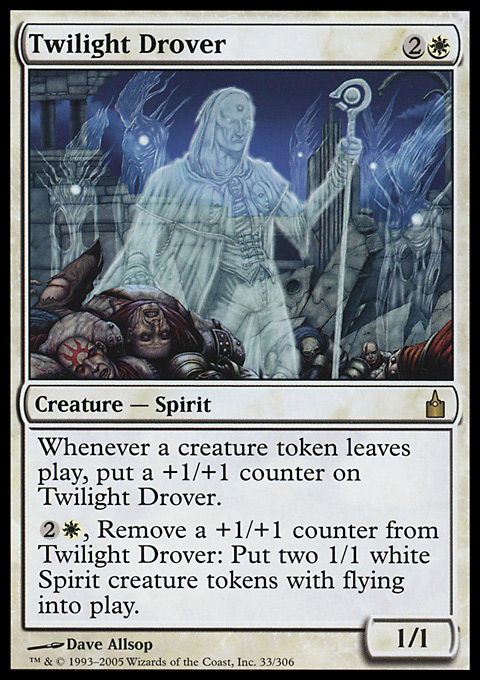 Twilight Drover 2
Creature — Spirit
Whenever a creature token leaves
play, put a +1/+1 counter on
Twilight Drover.
2, Remove a +1/+1 counter from
Twilight Drover: Put two 1/1 white
Spirit creature tokens with flying
into play.
Dave Allsop
1/1
™ & © 1993–2005 Wizards of the Coast, Inc. 33/306